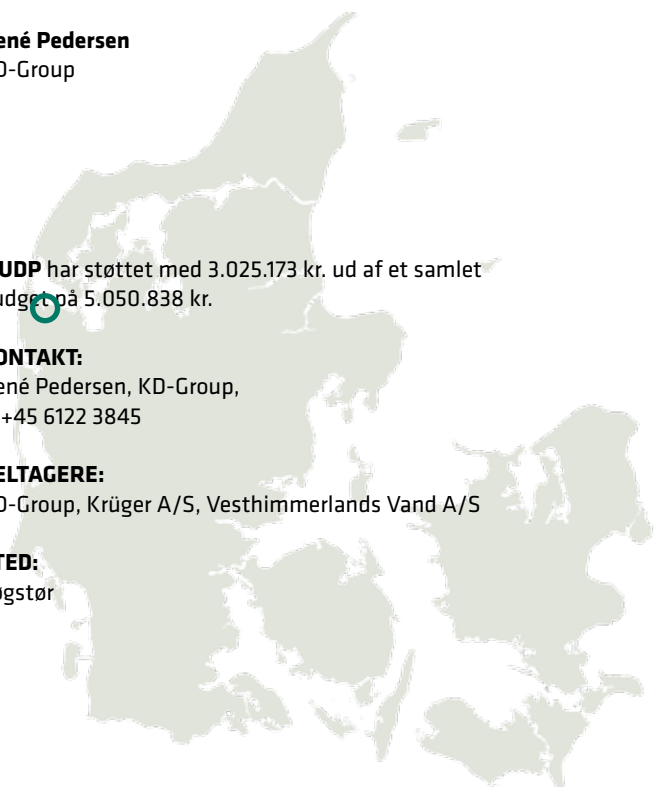 ené Pedersen
D-Group
UDP har støttet med 3.025.173 kr. ud af et samlet
udget på 5.050.838 kr.
ONTAKT:
ené Pedersen, KD-Group,
+45 6122 3845
ELTAGERE:
D-Group, Krüger A/S, Vesthimmerlands Vand A/S
TED:
øgstør